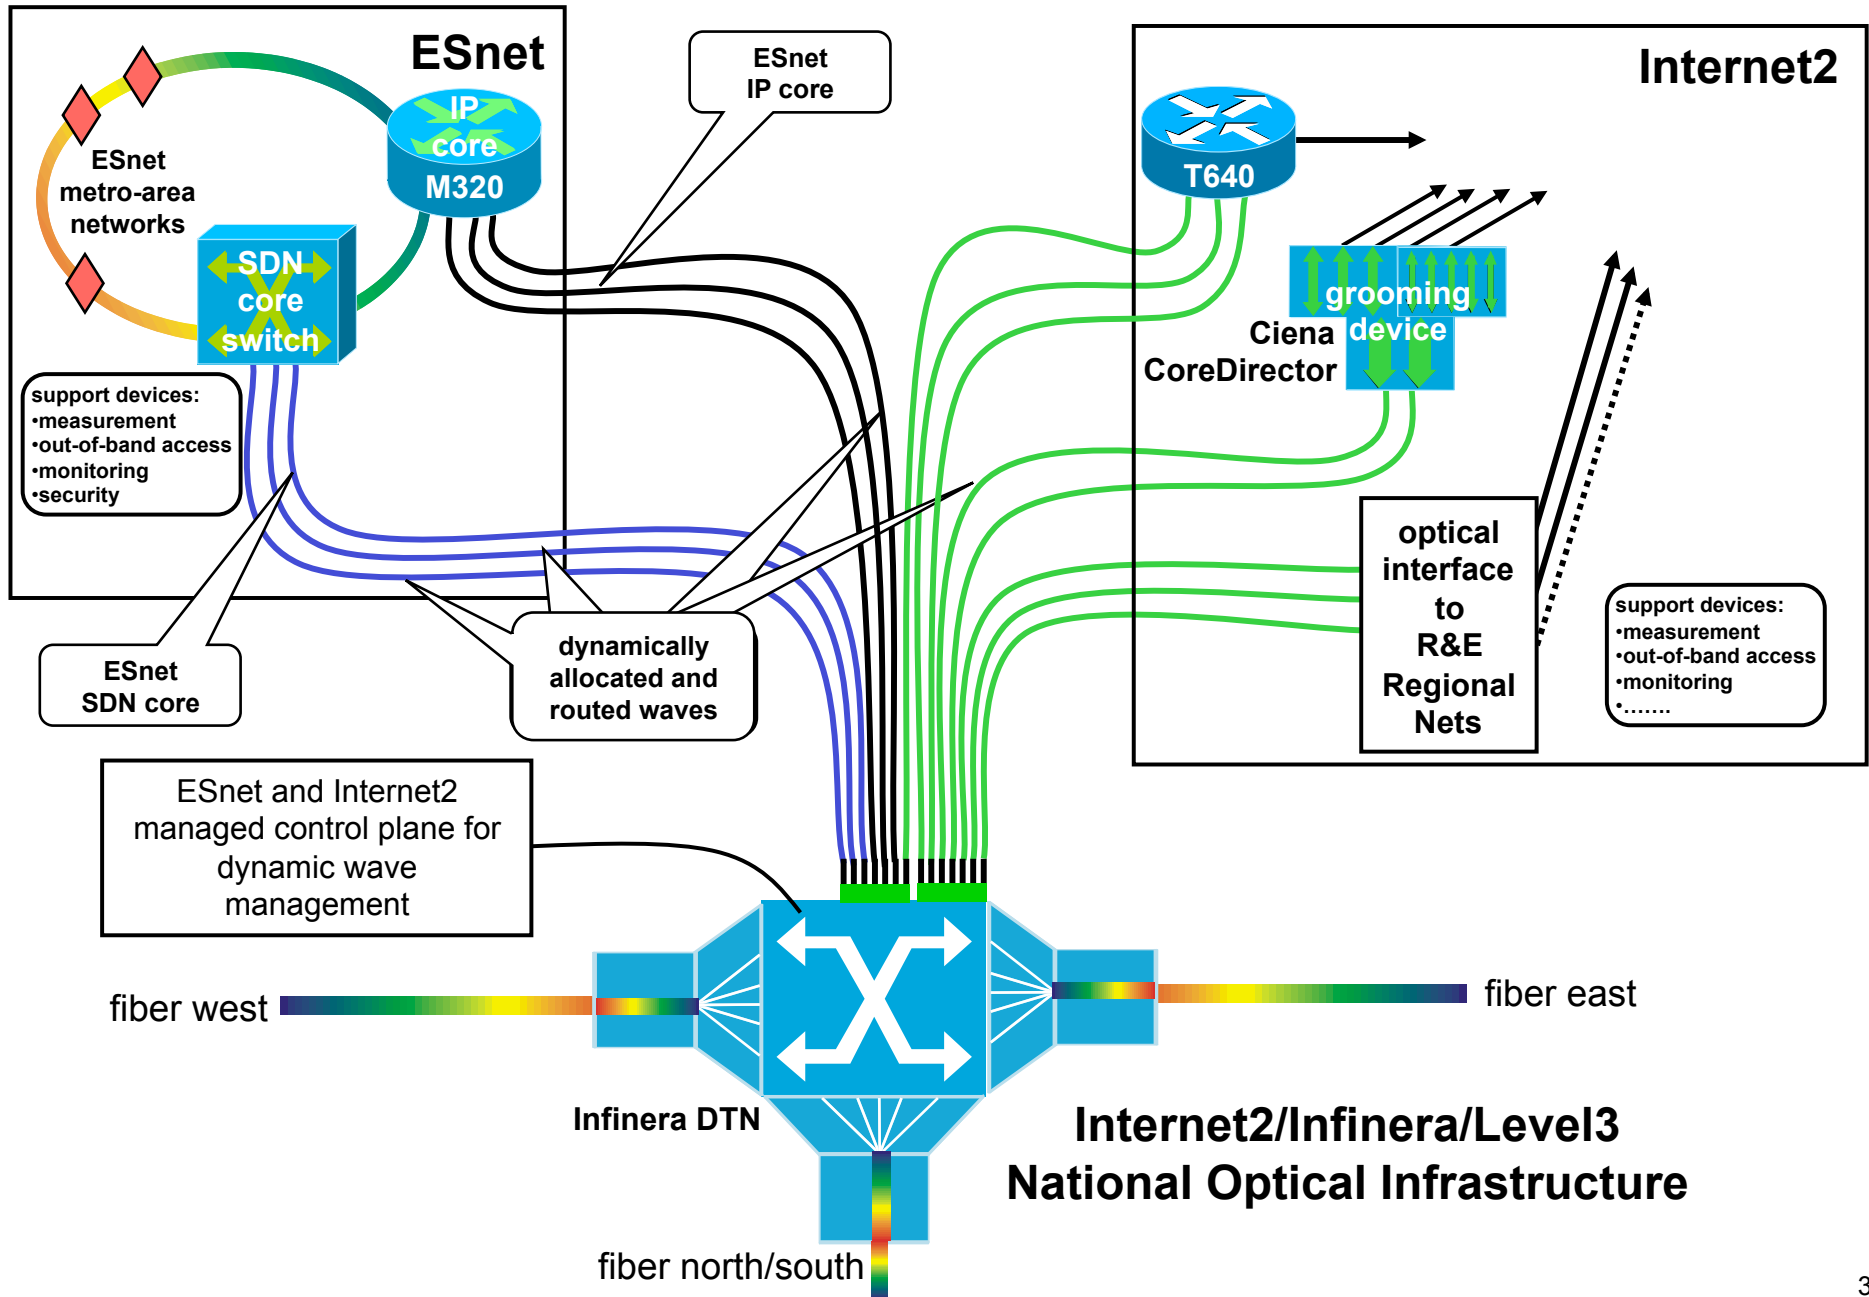 ESnet
ESnet
IP core
Internet2
IP
core
M320
ESnet
metro-area
networks
SDN
core
switch
support devices:
•measurement
•out-of-band access
•monitoring
•security
T640
grooming
device
Ciena
CoreDirector
optical
interface
to
R&E
Regional
Nets
support devices:
•measurement
•out-of-band access
•monitoring
•…….
ESnet
SDN core
dynamically
allocated and
routed waves
ESnet and Internet2
managed control plane for
dynamic wave
management
fiber west
fiber east
Infinera DTN
Internet2/Infinera/Level3
National Optical Infrastructure
fiber north/south
3